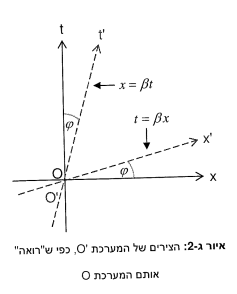 t
t'
x = βt
t = βx
φ
x'
φ
O
x
O'
איור ג-2: הצירים של המערכת O', כפי ש"רואה"
אותם המערכת O